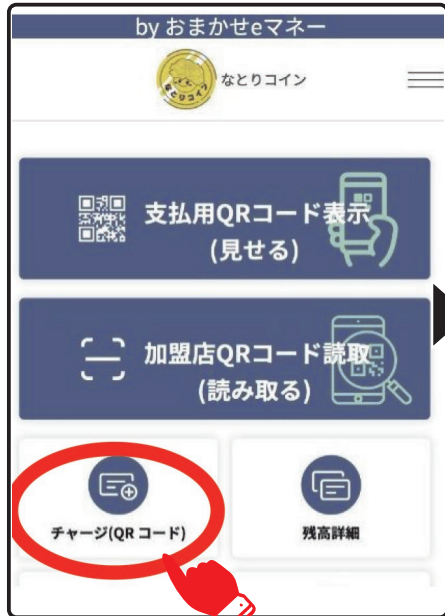 by おまかせeマネー
なとりコイン
支払用QRコード表示
(見せる)
加盟店QRコード読取
(読み取る)
チャージ(QRコード)
残高詳細